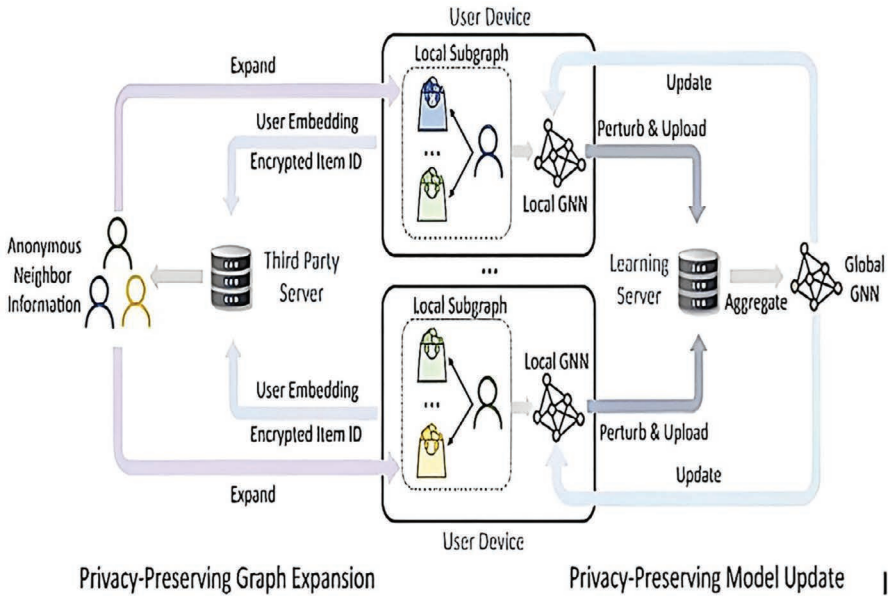 User Device
Local Subgraph
Expand
Update
User Embedding
Encrypted Item ID
...
Perturb & Upload
Local GNN
Anonymous
Neighbor
Information
Third Party
Server
...
Learning
Server
Aggregate
Global
GNN
Local Subgraph
Local GNN
User Embedding
Encrypted Item ID
...
Perturb & Upload
Expand
Update
User Device
Privacy-Preserving Graph Expansion
Privacy-Preserving Model Update